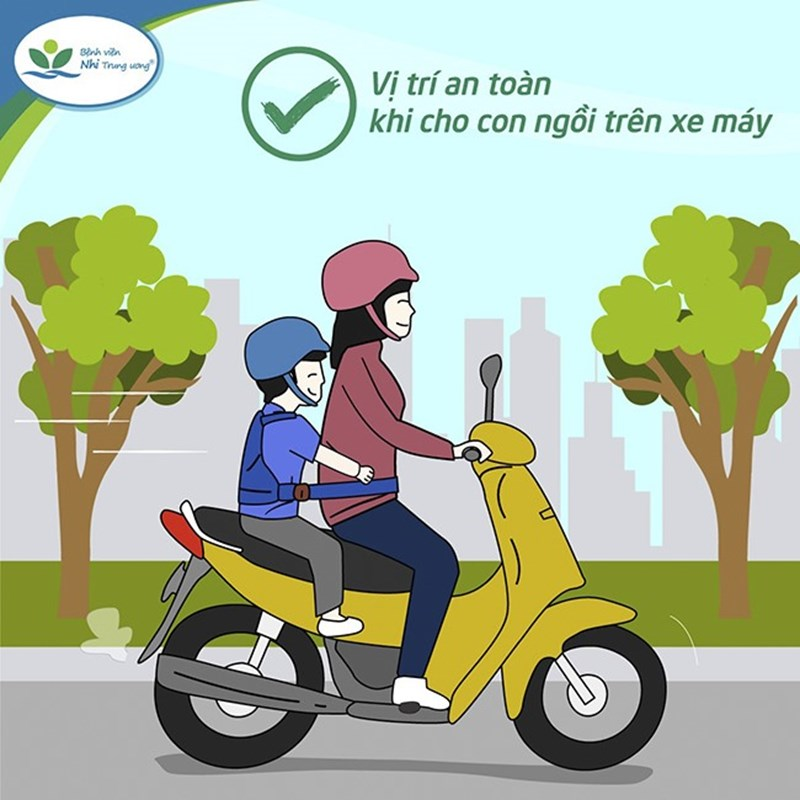 Bệnh viện
Nhi Trung ương®
Vị trí an toàn
khi cho con ngồi trên xe máy